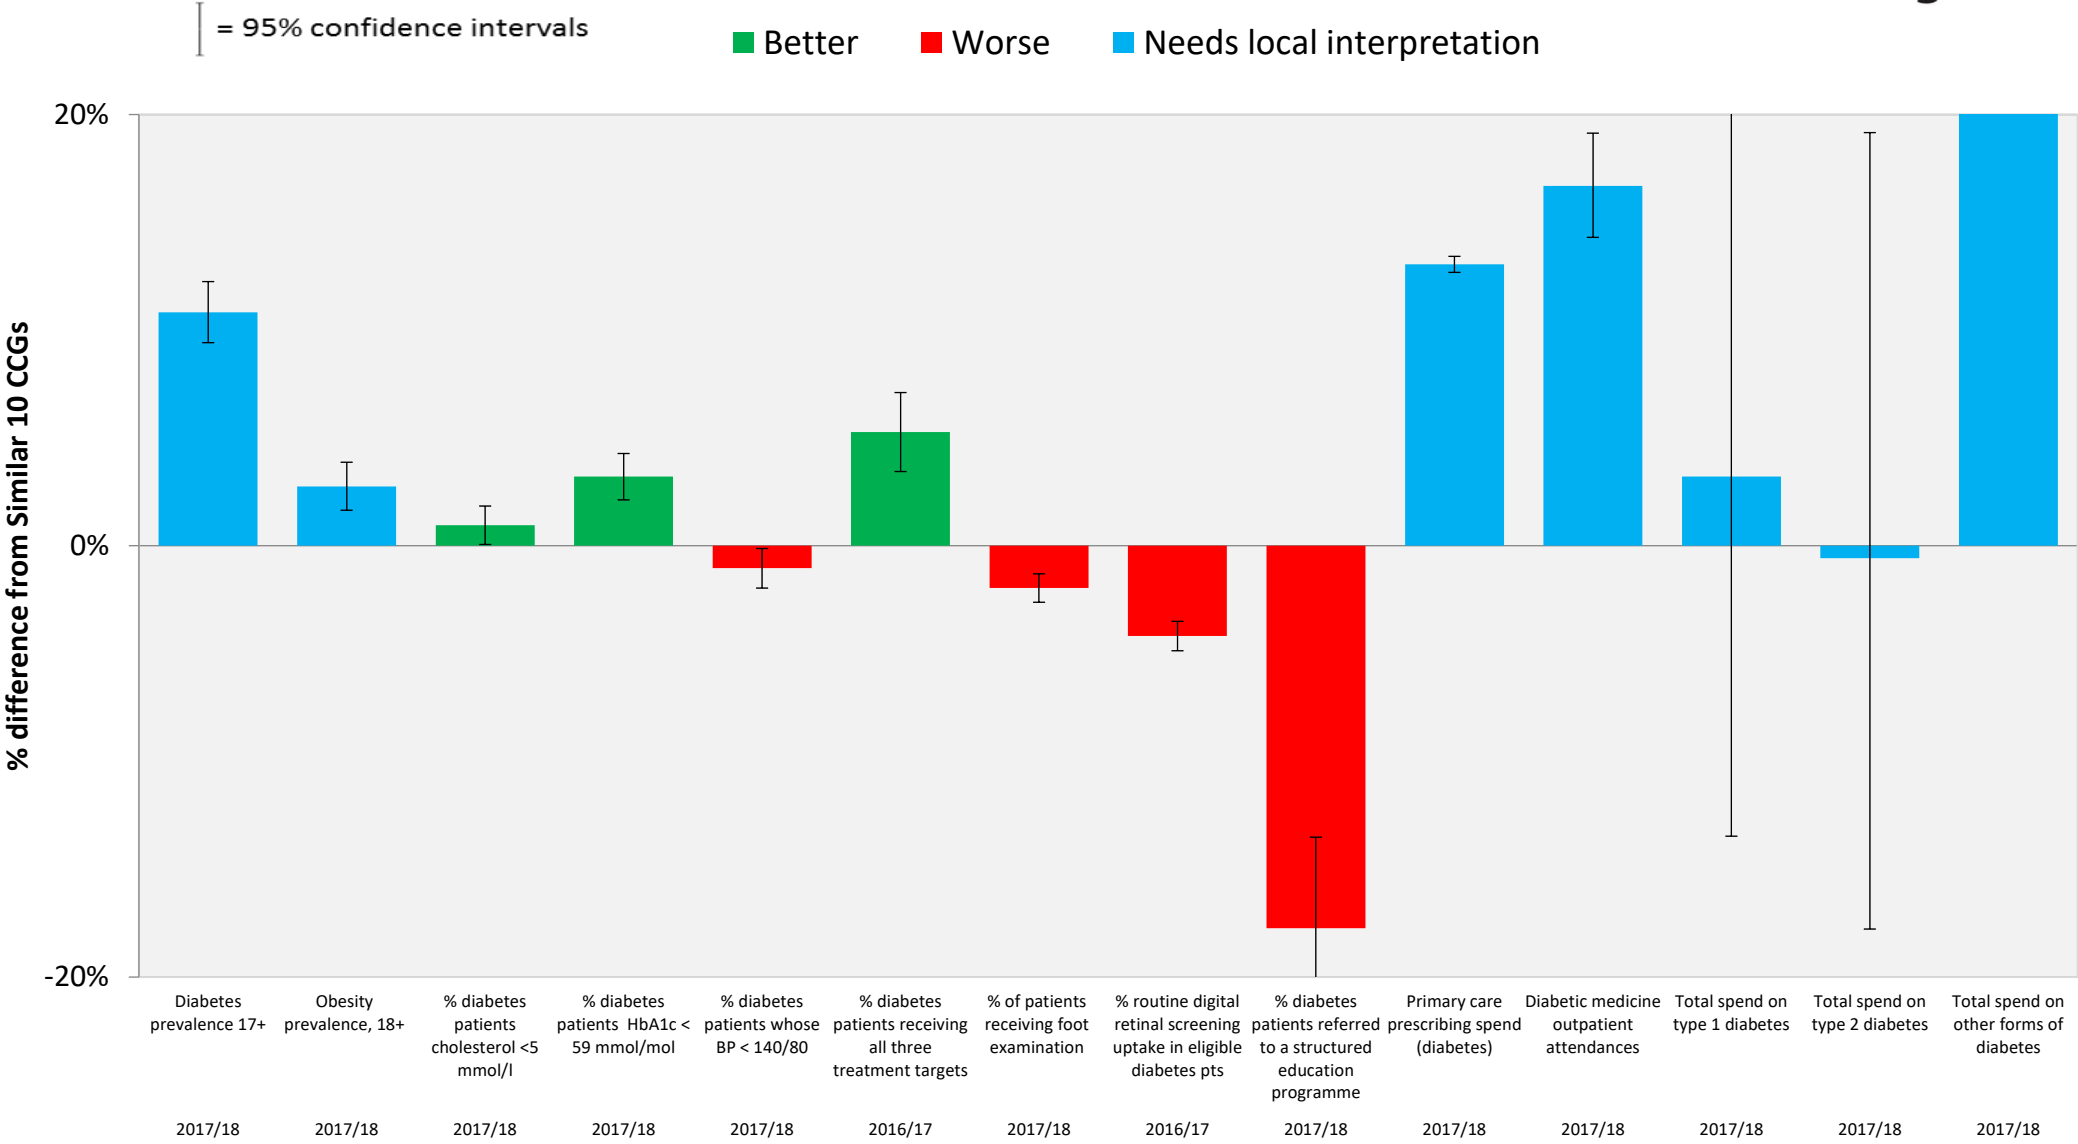 = 95% confidence intervals
Better
Worse
Needs local interpretation
20%
0%
-20%
% difference from Similar 10 CCGs
Diabetes
prevalence 17+
2017/18
Obesity
prevalence, 18+
2017/18
% diabetes
patients
cholesterol <5
mmol/l
2017/18
% diabetes
patients HbA1c <
59 mmol/mol
2017/18
% diabetes
patients whose
BP < 140/80
2017/18
% diabetes
patients receiving
all three
treatment targets
2016/17
% of patients
receiving foot
examination
2017/18
% routine digital
retinal screening
uptake in eligible
diabetes pts
2016/17
% diabetes
patients referred
to a structured
education
programme
2017/18
Primary care
prescribing spend
(diabetes)
2017/18
Diabetic medicine
outpatient
attendances
2017/18
Total spend on
type 1 diabetes
2017/18
Total spend on
type 2 diabetes
2017/18
Total spend on
other forms of
diabetes
2017/18